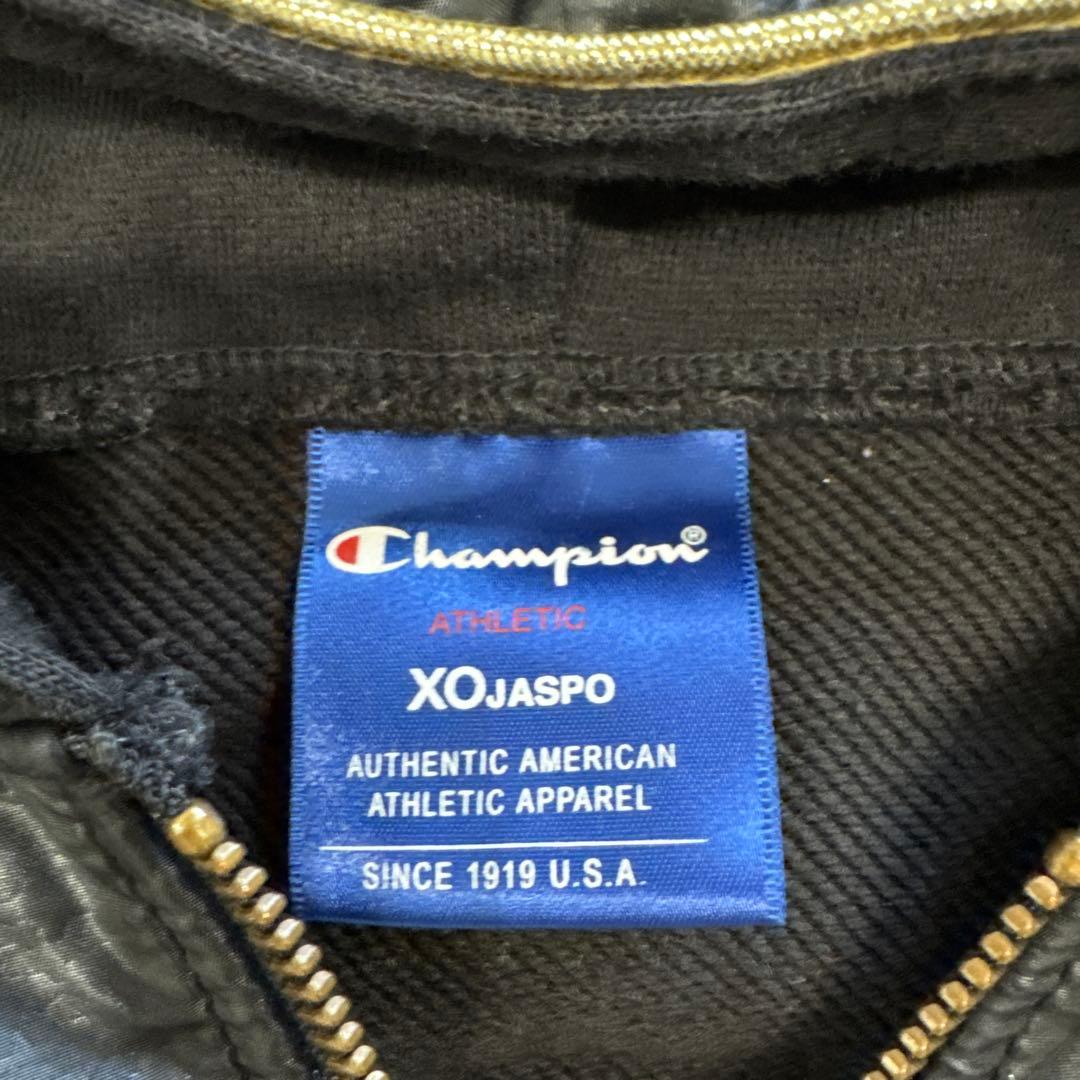 Champion®
ATHLETIC
XOJASPO
AUTHENTIC AMERICAN
ATHLETIC APPAREL
SINCE 1919 U.S.A.